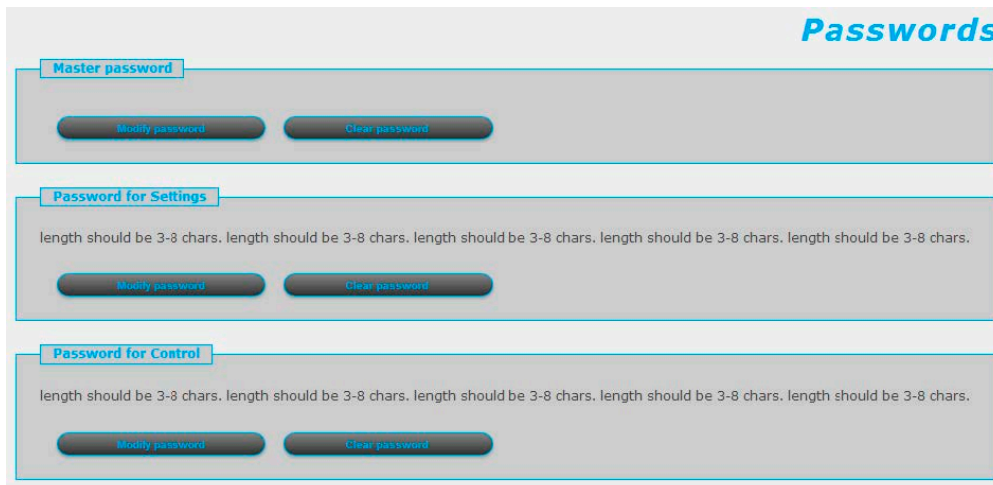 Passwords
Master password
Modify password Clear password
Password for Settings
length should be 3-8 chars. length should be 3-8 chars. length should be 3-8 chars. length should be 3-8 chars. length should be 3-8 chars.
Modify password Clear password
Password for Control
length should be 3-8 chars. length should be 3-8 chars. length should be 3-8 chars. length should be 3-8 chars. length should be 3-8 chars.
Modify password Clear password